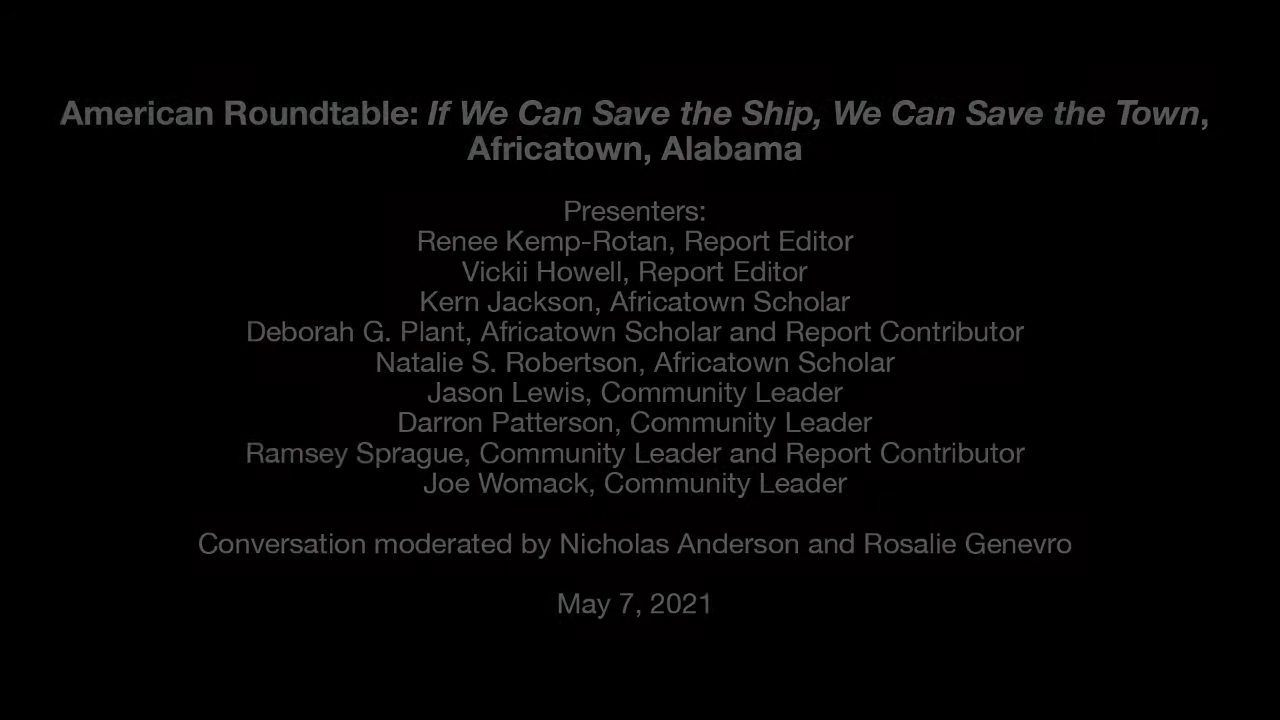 American Roundtable: If We Can Save the Ship, We Can Save the Town,
Africatown, Alabama
Presenters:
Renee Kemp-Rotan, Report Editor
Vickii Howell, Report Editor
Kern Jackson, Africatown Scholar
Deborah G. Plant, Africatown Scholar and Report Contributor
Natalie S. Robertson, Africatown Scholar
Jason Lewis, Community Leader
Darron Patterson, Community Leader
Ramsey Sprague, Community Leader and Report Contributor
Joe Womack, Community Leader
Conversation moderated by Nicholas Anderson and Rosalie Genevro
May 7, 2021